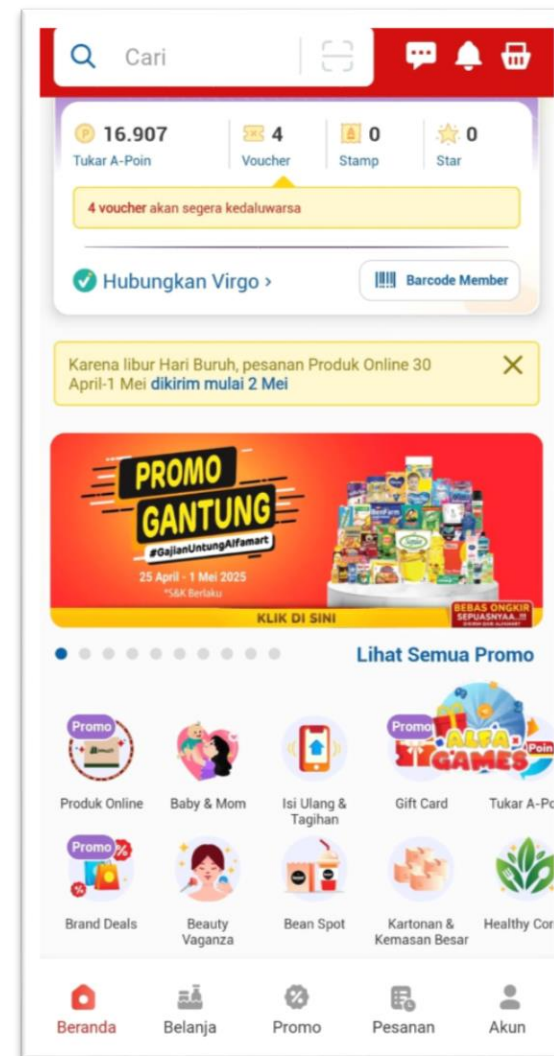 Cari
16.907
Tukar A-Poin
4
Voucher
0
Stamp
0
Star
4 voucher akan segera kedaluwarsa
Hubungkan Virgo ›
Barcode Member
Karena libur Hari Buruh, pesanan Produk Online 30
April-1 Mei dikirim mulai 2 Mei
PROMO
GANTUNG
#GajianUntungAlfamart
25 April - 1 Mei 2025
*S&K Berlaku
KLIK DI SINI
BEBAS ONGKIR
SEPUASNYAA..!!
Lihat Semua Promo
Promo
Produk Online
Baby & Mom
Isi Ulang &
Tagihan
Promo
Gift Card
ALFA
GAMES
Poin
Tukar A-Po
Promo
Brand Deals
Beauty
Vaganza
Bean Spot
Kartonan &
Kemasan Besar
Healthy Cor
Beranda
Belanja
Promo
Pesanan
Akun